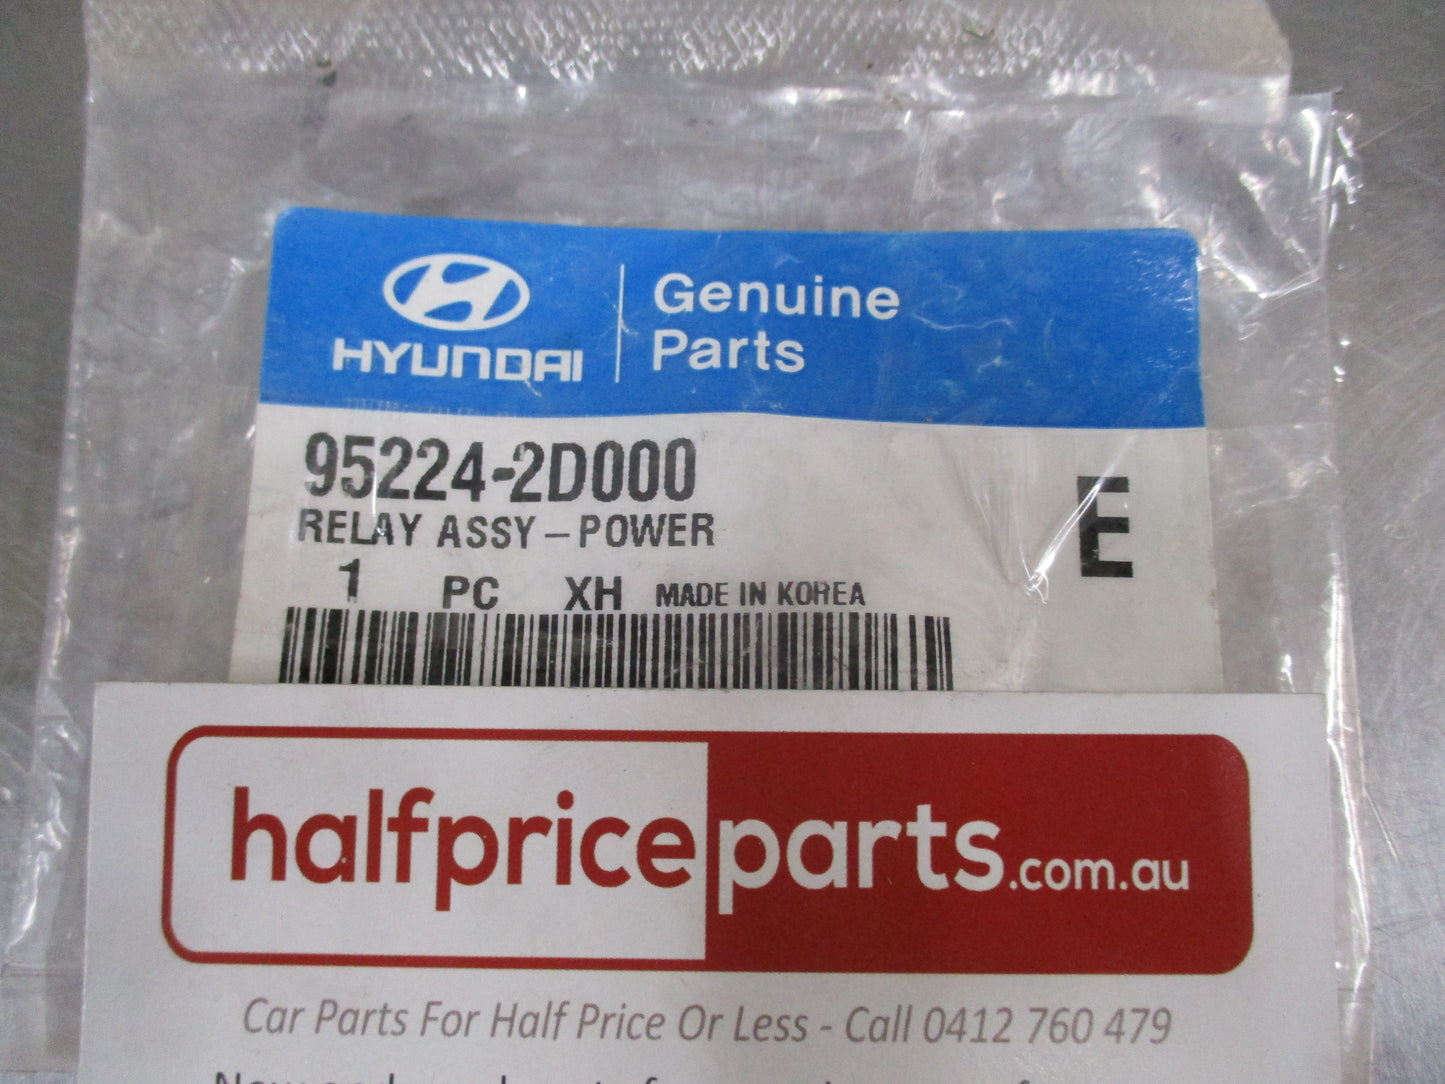 HYUNDAI
Genuine
Parts
95224-2D000
RELAY ASSY-POWER
E
1 PC XH MADE IN KOREA
halfpriceparts.com.au
Car Parts For Half Price Or Less - Call 0412 760 479